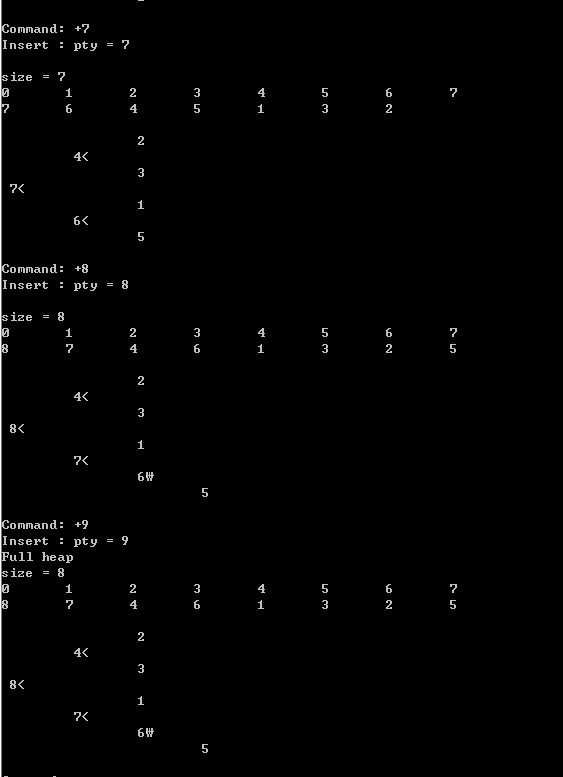 Command: +7
Insert : pty = 7
size = 7
0 1 2 3 4 5 6 7
7 6 4 5 1 3 2
2
4<
3
7<
1
6<
5
Command: +8
Insert : pty = 8
size = 8
0 1 2 3 4 5 6 7
8 7 4 6 1 3 2 5
2
4<
3
8<
1
7<
6₩
5
Command: +9
Insert : pty = 9
Full heap
size = 8
0 1 2 3 4 5 6 7
8 7 4 6 1 3 2 5
2
4<
3
8<
1
7<
6₩
5